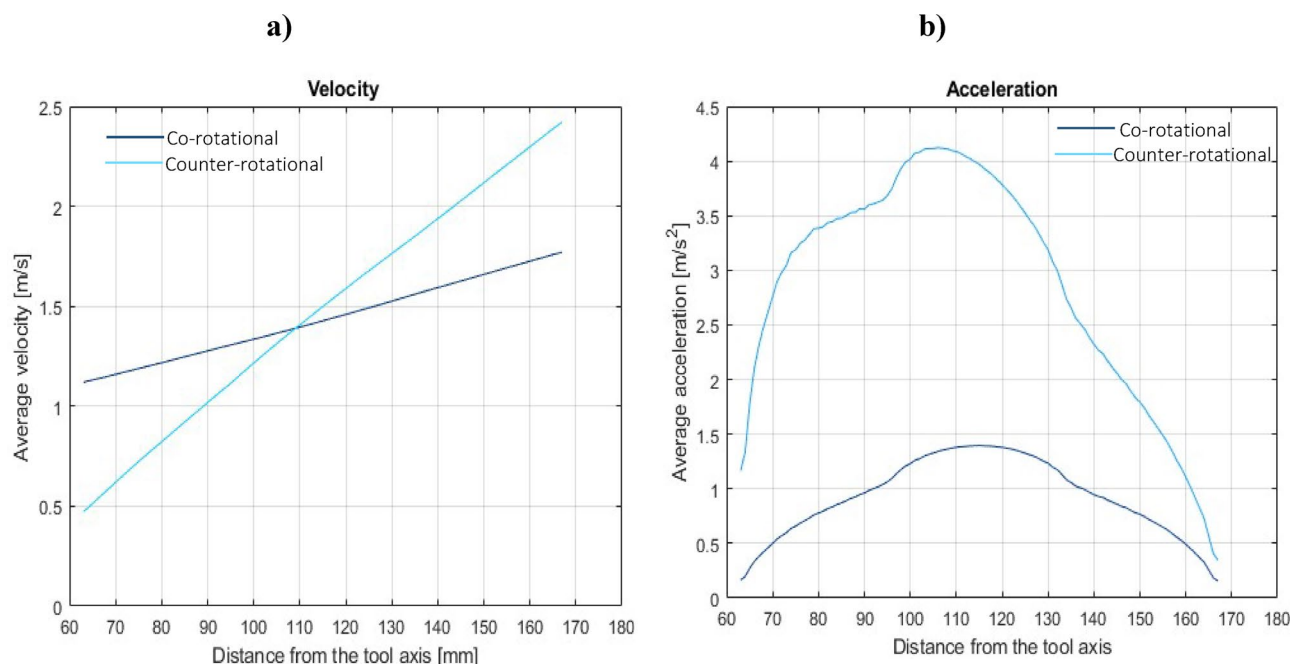 a)
Velocity
Co-rotational
Counter-rotational
2.5
2
1.5
1
0.5
0
60 70 80 90 100 110 120 130 140 150 160 170 180
Average velocity [m/s]
Distance from the tool axis [mm]
b)
Acceleration
Co-rotational
Counter-rotational
4.5
4
3.5
3
2.5
2
1.5
1
0.5
0
60 70 80 90 100 110 120 130 140 150 160 170 180
Average acceleration [m/s²]
Distance from the tool axis